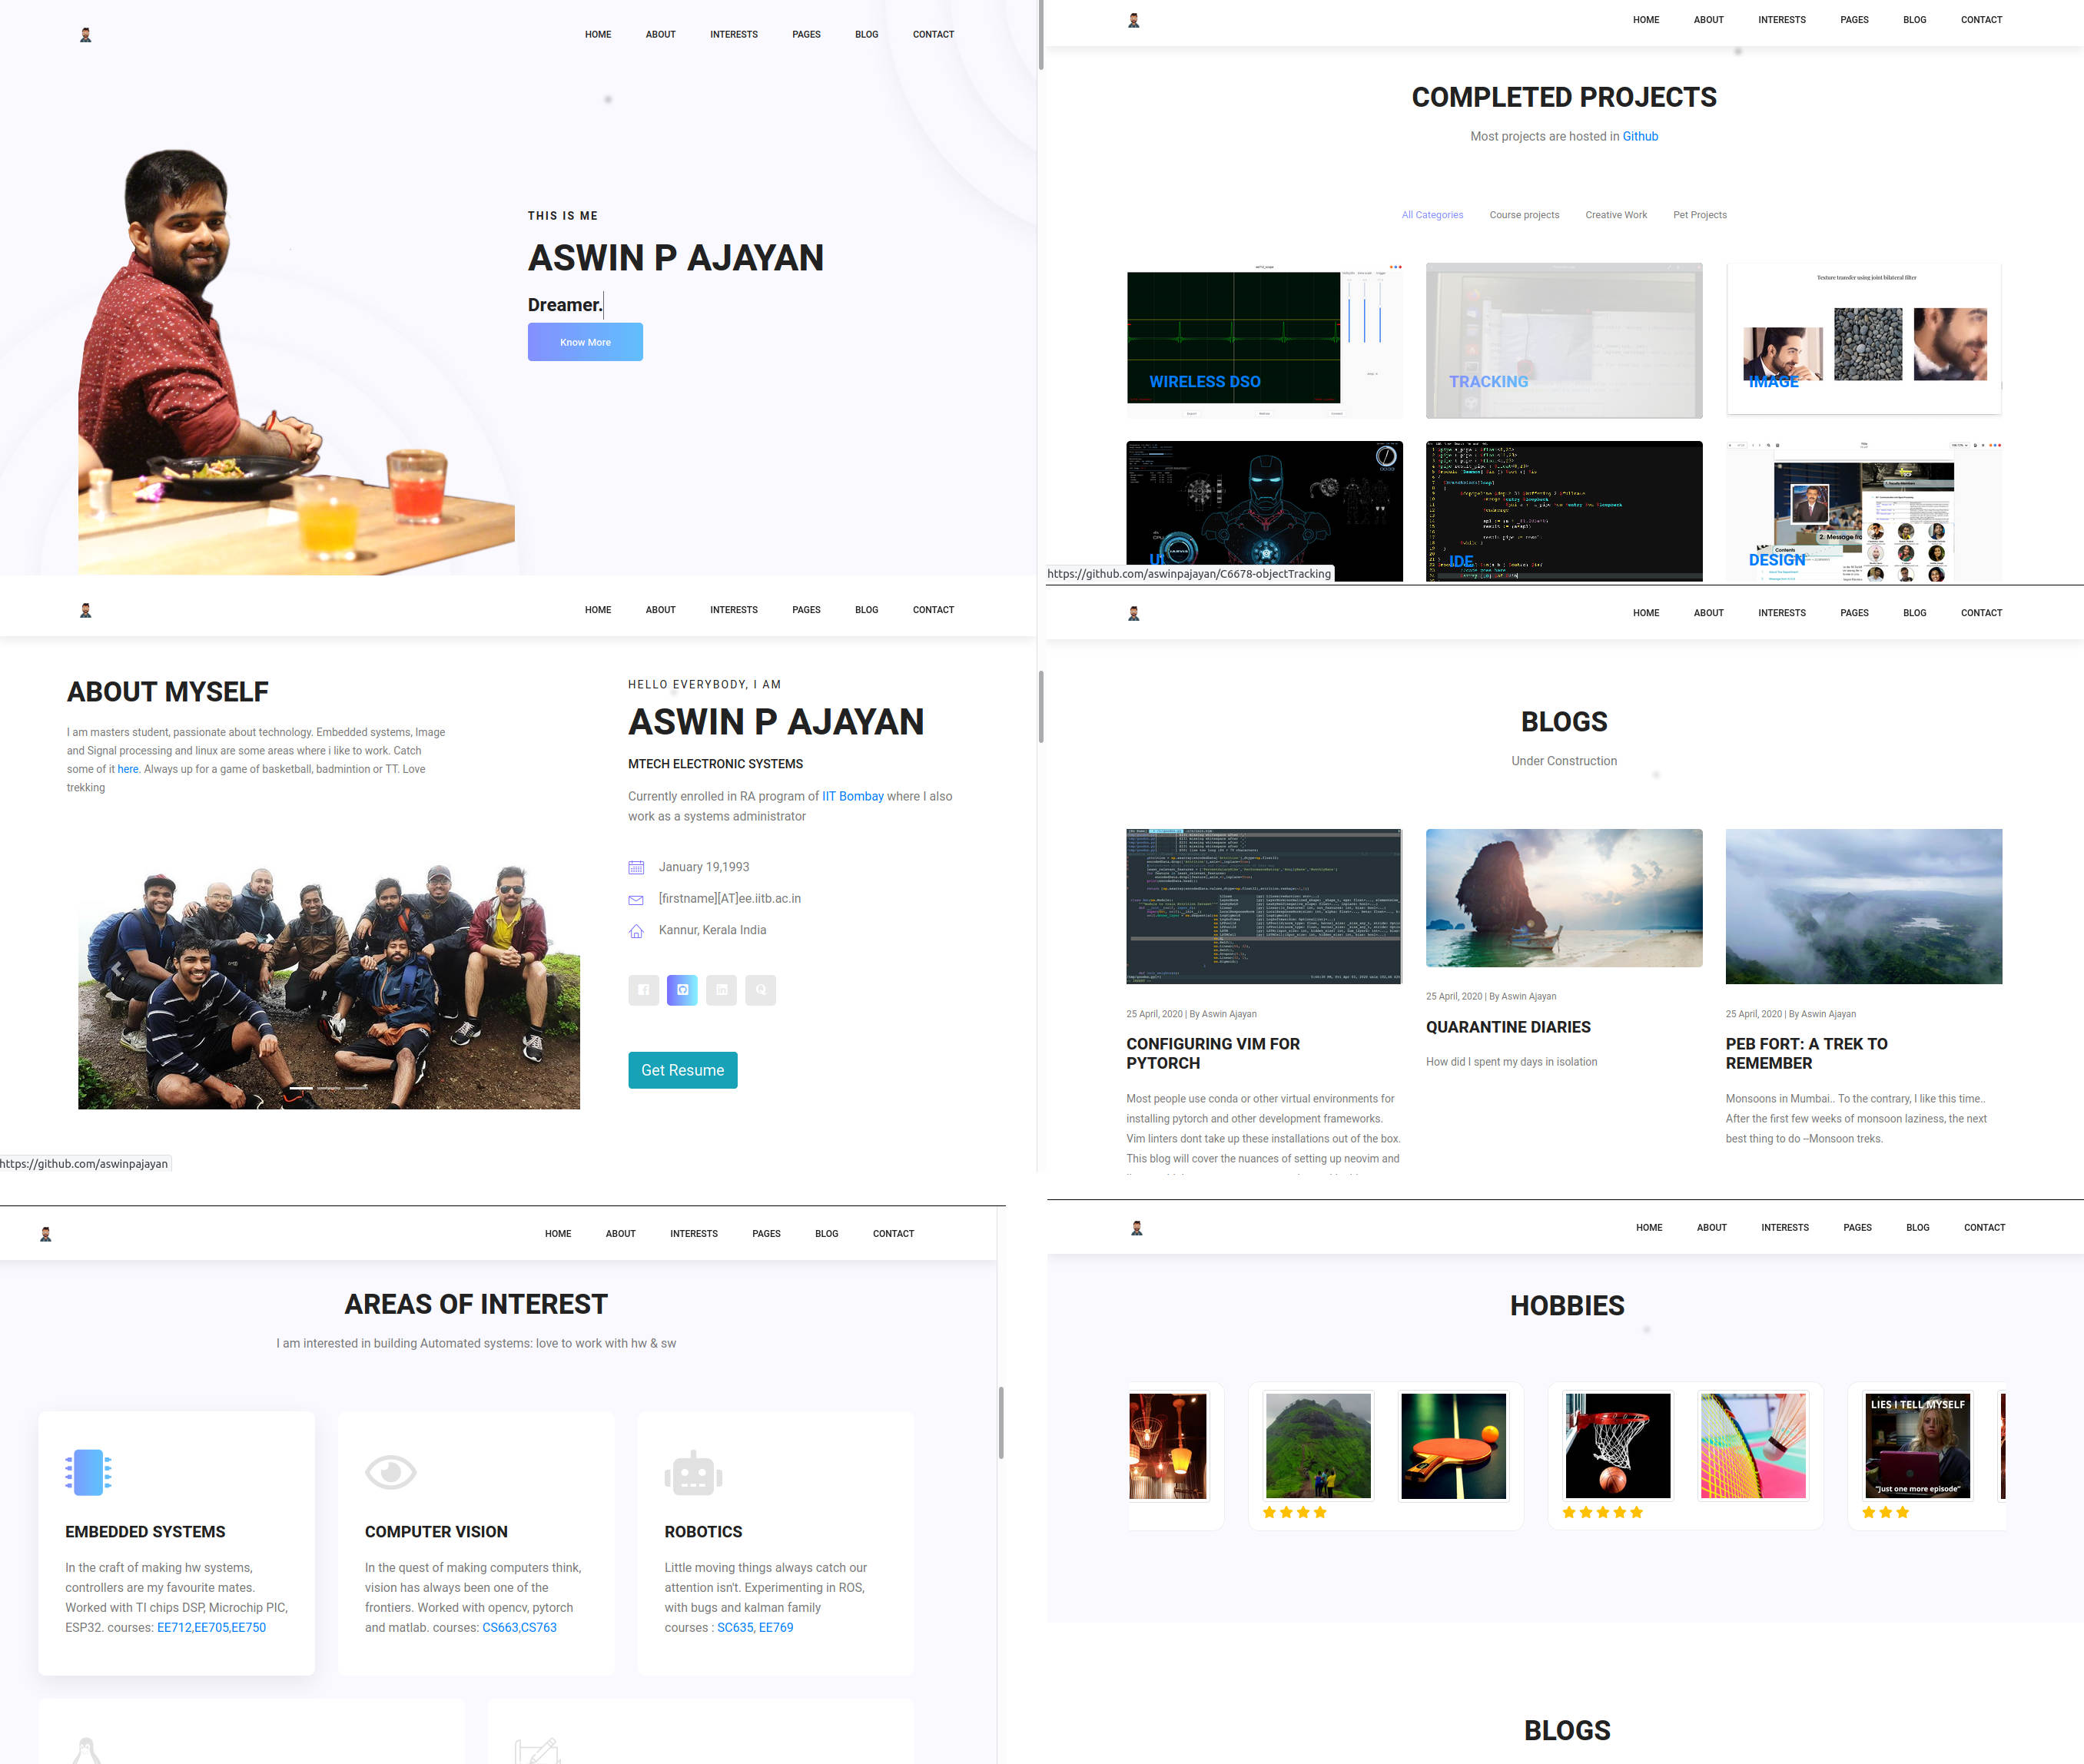 HOME ABOUT INTERESTS PAGES BLOG CONTACT
THIS IS ME
ASWIN P AJAYAN
Dreamer.
Know More
HOME ABOUT INTERESTS PAGES BLOG CONTACT
COMPLETED PROJECTS
Most projects are hosted in Github
All Categories Course projects Creative Work Pet Projects
WIRELESS DSO
TRACKING
Texture transfer using joint bilateral filter
IMAGE
UI
IDE
2. Message
Contents
DESIGN
https://github.com/aswinpajayan/C6678-objectTracking
HOME ABOUT INTERESTS PAGES BLOG CONTACT
ABOUT MYSELF
I am masters student, passionate about technology. Embedded systems, Image
and Signal processing and linux are some areas where i like to work. Catch
some of it here. Always up for a game of basketball, badmintion or TT. Love
trekking
HELLO EVERYBODY, I AM
ASWIN P AJAYAN
MTECH ELECTRONIC SYSTEMS
Currently enrolled in RA program of IIT Bombay where I also
work as a systems administrator
January 19,1993
[firstname][AT]ee.iitb.ac.in
Kannur, Kerala India
Get Resume
https://github.com/aswinpajayan
HOME ABOUT INTERESTS PAGES BLOG CONTACT
BLOGS
Under Construction
25 April, 2020 | By Aswin Ajayan
CONFIGURING VIM FOR
PYTORCH
Most people use conda or other virtual environments for
installing pytorch and other development frameworks.
Vim linters dont take up these installations out of the box.
This blog will cover the nuances of setting up neovim and
25 April, 2020 | By Aswin Ajayan
QUARANTINE DIARIES
How did I spent my days in isolation
25 April, 2020 | By Aswin Ajayan
PEB FORT: A TREK TO
REMEMBER
Monsoons in Mumbai.. To the contrary, I like this time..
After the first few weeks of monsoon laziness, the next
best thing to do --Monsoon treks.
HOME ABOUT INTERESTS PAGES BLOG CONTACT
AREAS OF INTEREST
I am interested in building Automated systems: love to work with hw & sw
EMBEDDED SYSTEMS
In the craft of making hw systems,
controllers are my favourite mates.
Worked with TI chips DSP, Microchip PIC,
ESP32. courses: EE712,EE705,EE750
COMPUTER VISION
In the quest of making computers think,
vision has always been one of the
frontiers. Worked with opencv, pytorch
and matlab. courses: CS663,CS763
ROBOTICS
Little moving things always catch our
attention isn't. Experimenting in ROS,
with bugs and kalman family
courses : SC635, EE769
HOME ABOUT INTERESTS PAGES BLOG CONTACT
HOBBIES
LIES I TELL MYSELF
"Just one more episode"
BLOGS